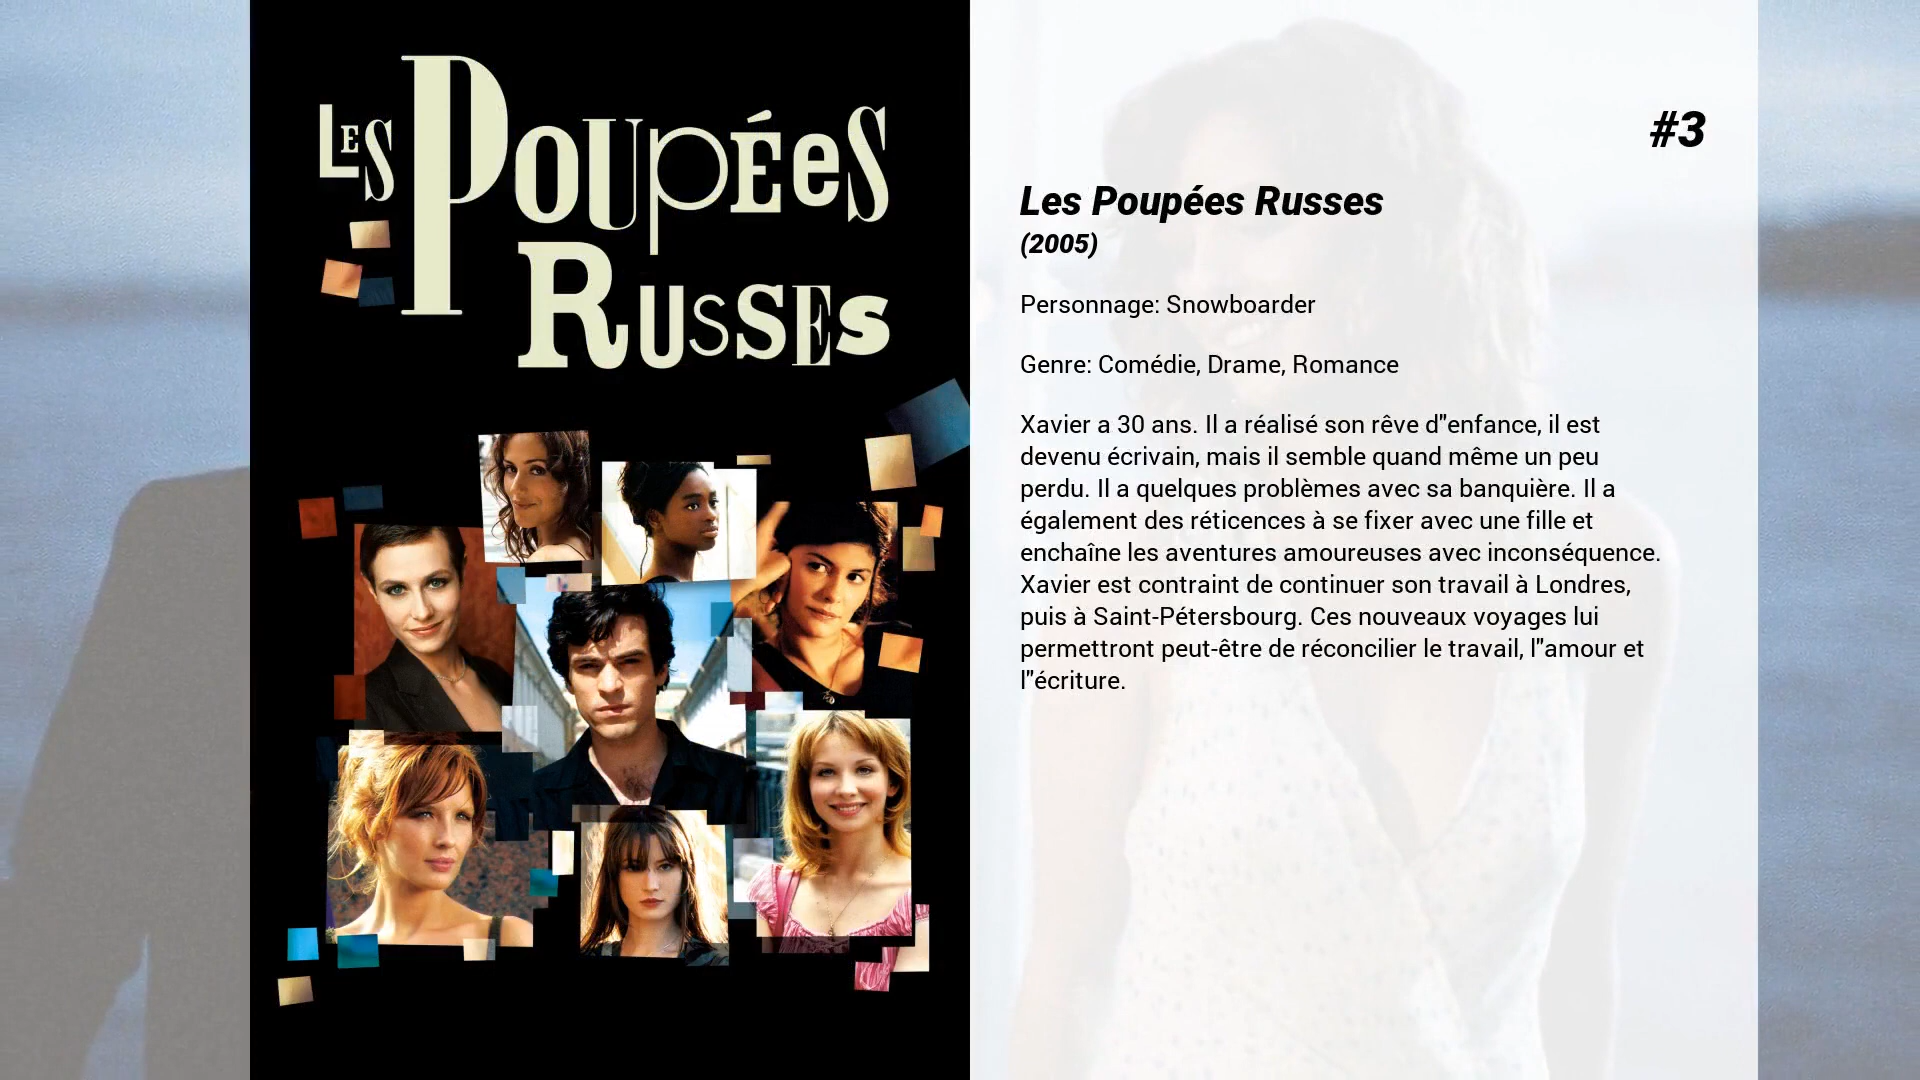 LES POUPÉES
RUSSES
#3
Les Poupées Russes
(2005)
Personnage: Snowboarder
Genre: Comédie, Drame, Romance
Xavier a 30 ans. Il a réalisé son rêve d"enfance, il est
devenu écrivain, mais il semble quand même un peu
perdu. Il a quelques problèmes avec sa banquière. Il a
également des réticences à se fixer avec une fille et
enchaîne les aventures amoureuses avec inconséquence.
Xavier est contraint de continuer son travail à Londres,
puis à Saint-Pétersbourg. Ces nouveaux voyages lui
permettront peut-être de réconcilier le travail, l"amour et
l"écriture.